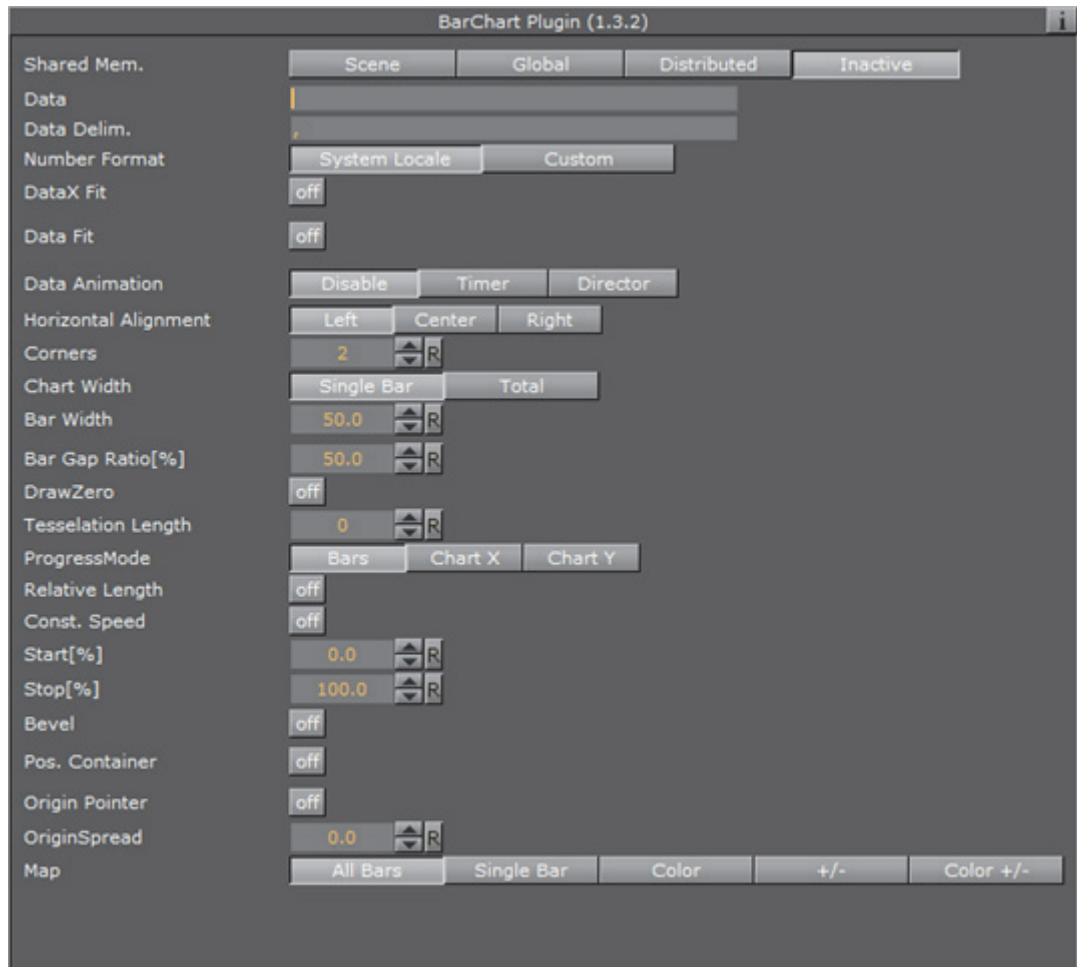 BarChart Plugin (1.3.2) i
Shared Mem. Scene Global Distributed Inactive
Data
Data Delim. ,
Number Format System Locale Custom
DataX Fit off
Data Fit off
Data Animation Disable Timer Director
Horizontal Alignment Left Center Right
Corners 2 R
Chart Width Single Bar Total
Bar Width 50.0 R
Bar Gap Ratio[%] 50.0 R
DrawZero off
Tesselation Length 0 R
ProgressMode Bars Chart X Chart Y
Relative Length off
Const. Speed off
Start[%] 0.0 R
Stop[%] 100.0 R
Bevel off
Pos. Container off
Origin Pointer off
OriginSpread 0.0 R
Map All Bars Single Bar Color +/- Color +/-